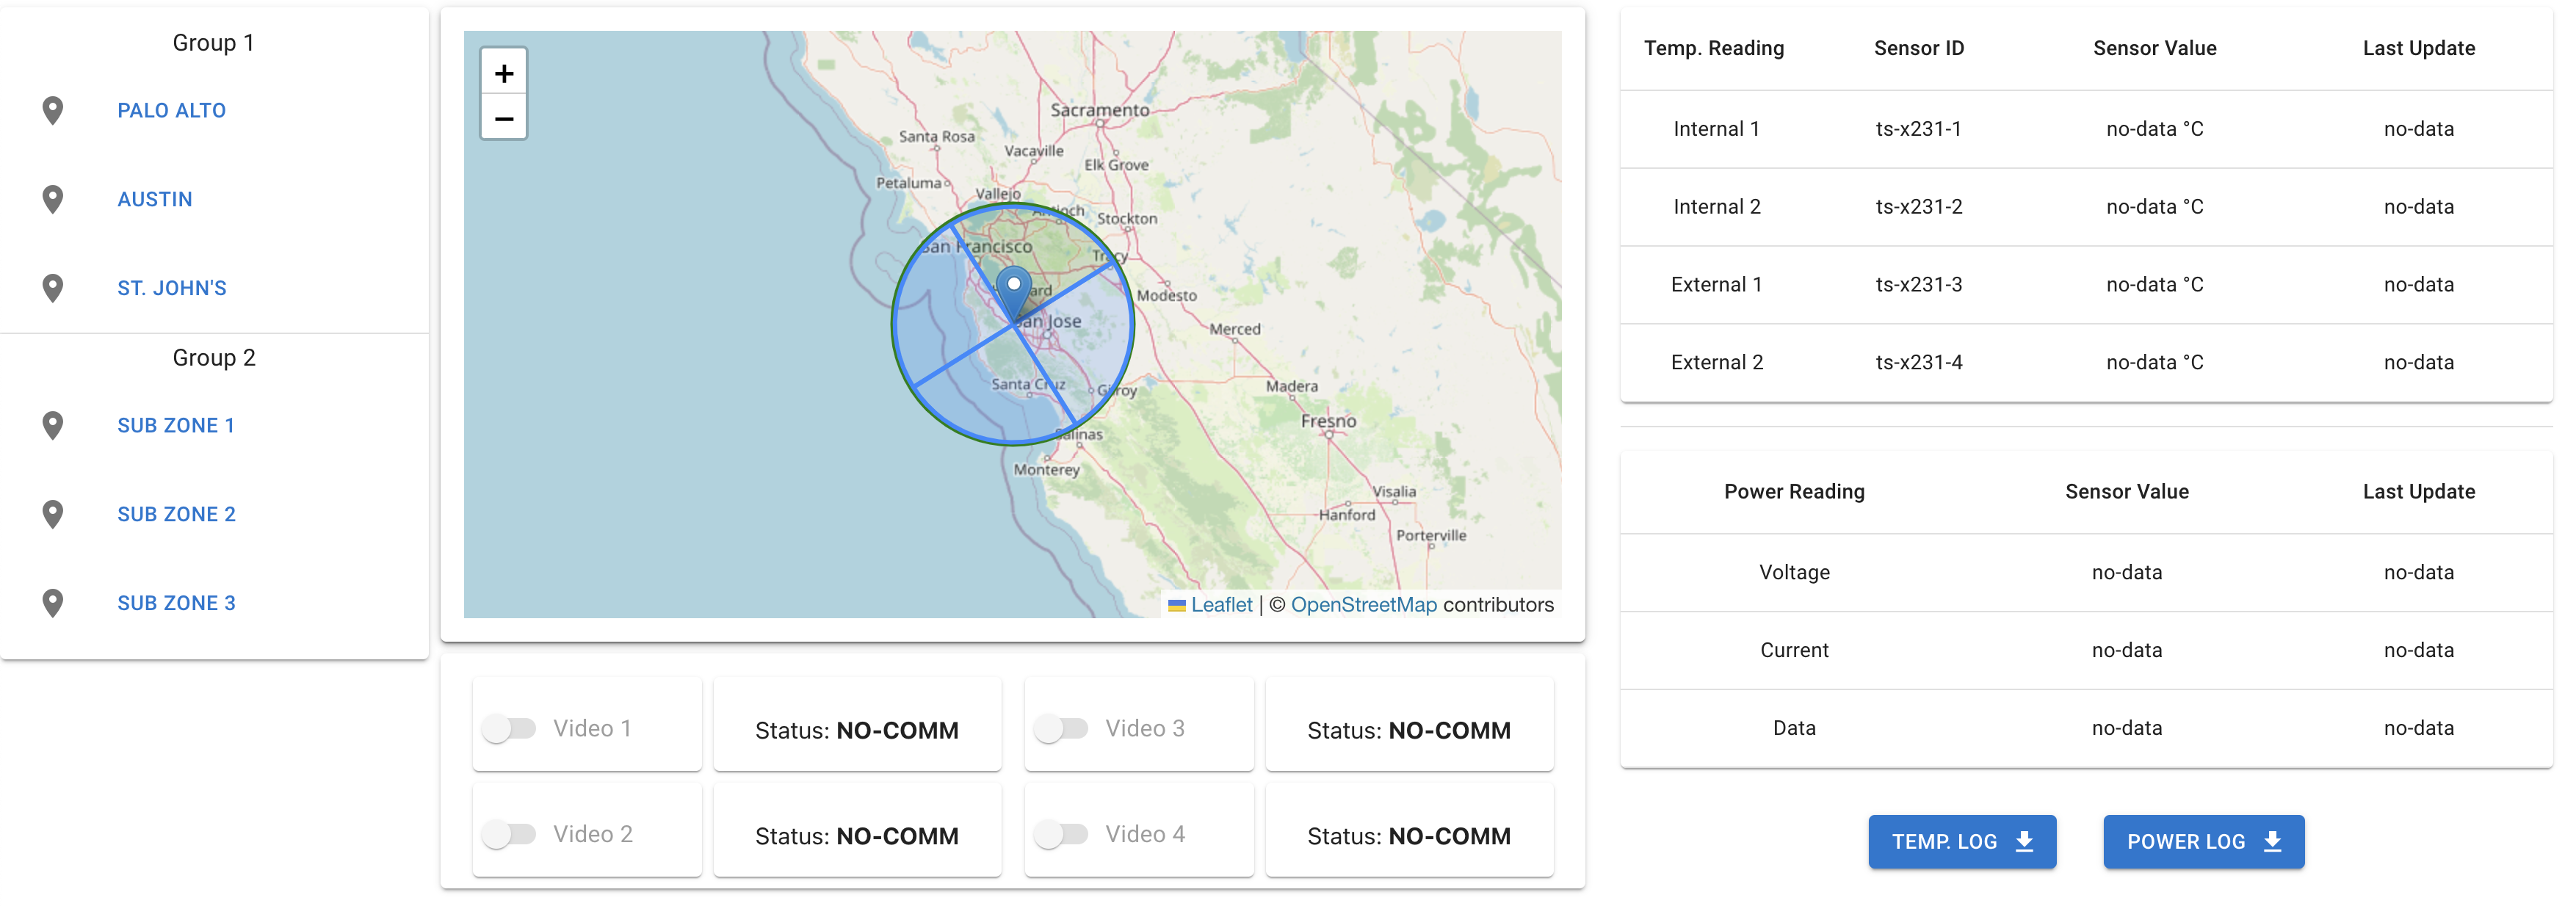 Group 1
PALO ALTO
AUSTIN
ST. JOHN'S
Group 2
SUB ZONE 1
SUB ZONE 2
SUB ZONE 3
+
−
Sacramento
Santa Rosa
Vacaville
Elk Grove
Petaluma
Vallejo
Antioch
Stockton
San Francisco
Tracy
Modesto
San Jose
Merced
Santa Cruz
Gilroy
Madera
Fresno
Salinas
Monterey
Visalia
Hanford
Porterville
Leaflet | © OpenStreetMap contributors
Video 1 Status: NO-COMM Video 3 Status: NO-COMM
Video 2 Status: NO-COMM Video 4 Status: NO-COMM
Temp. Reading Sensor ID Sensor Value Last Update
Internal 1 ts-x231-1 no-data °C no-data
Internal 2 ts-x231-2 no-data °C no-data
External 1 ts-x231-3 no-data °C no-data
External 2 ts-x231-4 no-data °C no-data
Power Reading Sensor Value Last Update
Voltage no-data no-data
Current no-data no-data
Data no-data no-data
TEMP. LOG POWER LOG